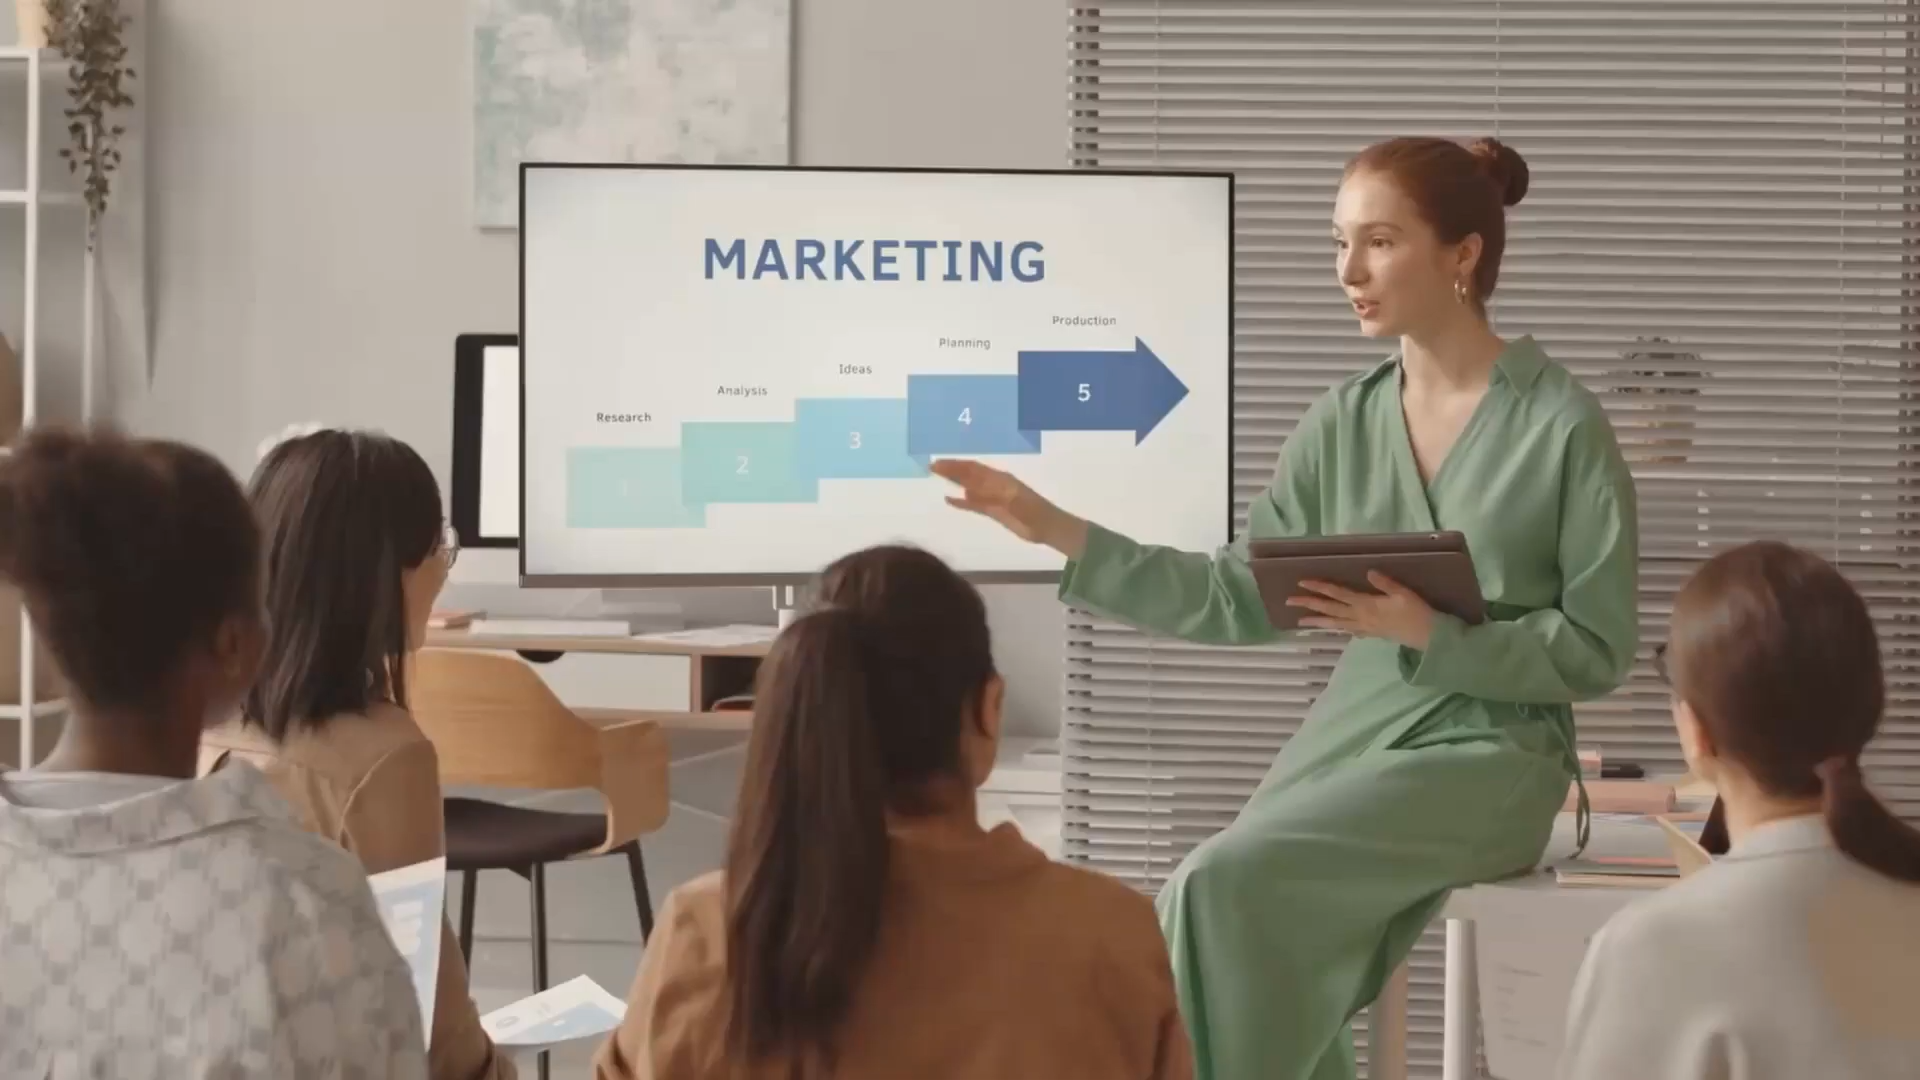 MARKETING
Production
Planning
Ideas
Analysis
Research
5
4
3
2
1